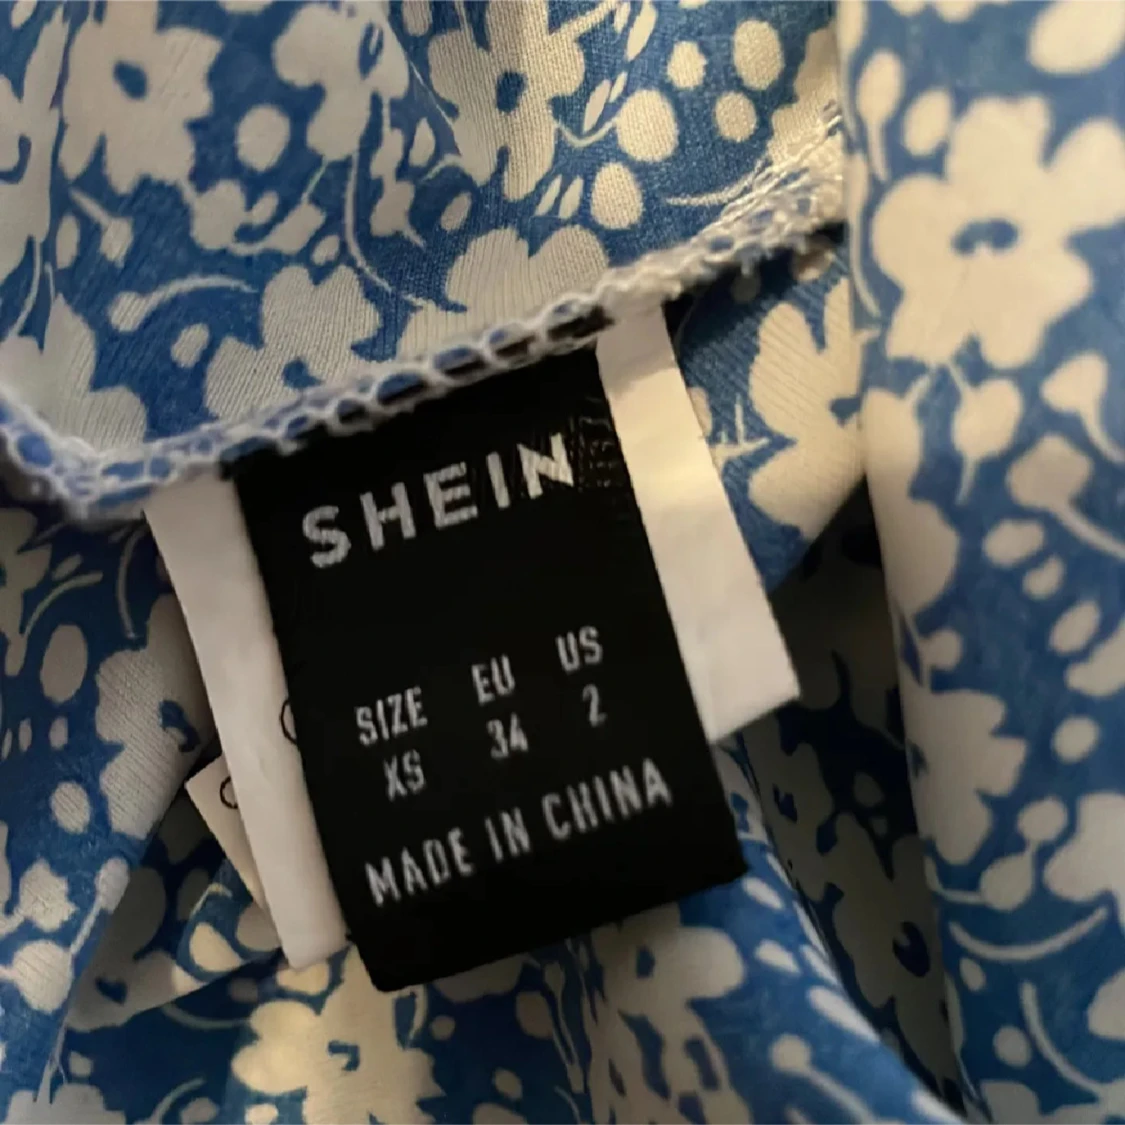 SHEIN
SIZE EU US
XS 34 2
MADE IN CHINA